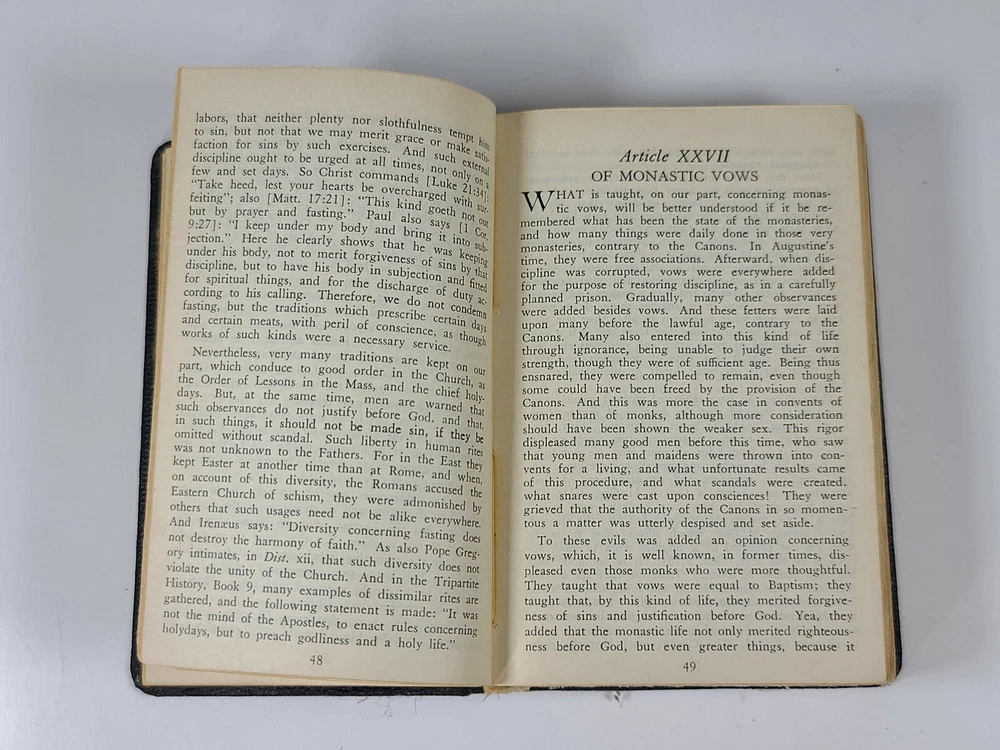 labors, that neither plenty nor slothfulness tempt him
to sin, but not that we may merit grace or make satis-
faction for sins by such exercises. And such external
discipline ought to be urged at all times, not only on a
few and set days. So Christ commands [Luke 21:34]:
"Take heed, lest your hearts be overcharged with sur-
feiting"; also [Matt. 17:21]: "This kind goeth not out
but by prayer and fasting." Paul also says [1 Cor.
9:27]: "I keep under my body and bring it into sub-
jection." Here he clearly shows that he was keeping
under his body, not to merit forgiveness of sins by that
discipline, but to have his body in subjection and fitted
for spiritual things, and for the discharge of duty ac-
cording to his calling. Therefore, we do not condemn
fasting, but the traditions which prescribe certain days
and certain meats, with peril of conscience, as though
works of such kinds were a necessary service.
Nevertheless, very many traditions are kept on our
part, which conduce to good order in the Church, as
the Order of Lessons in the Mass, and the chief holy-
days. But, at the same time, men are warned that
such observances do not justify before God, and that,
in such things, it should not be made sin, if they be
omitted without scandal. Such liberty in human rites
was not unknown to the Fathers. For in the East they
kept Easter at another time than at Rome, and when,
on account of this diversity, the Romans accused the
Eastern Church of schism, they were admonished by
others that such usages need not be alike everywhere.
And Irenæus says: "Diversity concerning fasting does
not destroy the harmony of faith." As also Pope Greg-
ory intimates, in Dist. xii, that such diversity does not
violate the unity of the Church. And in the Tripartite
History, Book 9, many examples of dissimilar rites are
gathered, and the following statement is made: "It was
not the mind of the Apostles, to enact rules concerning
holydays, but to preach godliness and a holy life."
48
Article XXVII
OF MONASTIC VOWS
WHAT is taught, on our part, concerning monas-
tic vows, will be better understood if it be re-
membered what has been the state of the monasteries,
and how many things were daily done in those very
monasteries, contrary to the Canons. In Augustine's
time, they were free associations. Afterward, when dis-
cipline was corrupted, vows were everywhere added
for the purpose of restoring discipline, as in a carefully
planned prison. Gradually, many other observances
were added besides vows. And these fetters were laid
upon many before the lawful age, contrary to the
Canons. Many also entered into this kind of life
through ignorance, being unable to judge their own
strength, though they were of sufficient age. Being thus
ensnared, they were compelled to remain, even though
some could have been freed by the provision of the
Canons. And this was more the case in convents of
women than of monks, although more consideration
should have been shown the weaker sex. This rigor
displeased many good men before this time, who saw
that young men and maidens were thrown into con-
vents for a living, and what unfortunate results came
of this procedure, and what scandals were created.
what snares were cast upon consciences! They were
grieved that the authority of the Canons in so momen-
tous a matter was utterly despised and set aside.
To these evils was added an opinion concerning
vows, which, it is well known, in former times, dis-
pleased even those monks who were more thoughtful.
They taught that vows were equal to Baptism; they
taught that, by this kind of life, they merited forgive-
ness of sins and justification before God. Yea, they
added that the monastic life not only merited righteous-
ness before God, but even greater things, because it
49